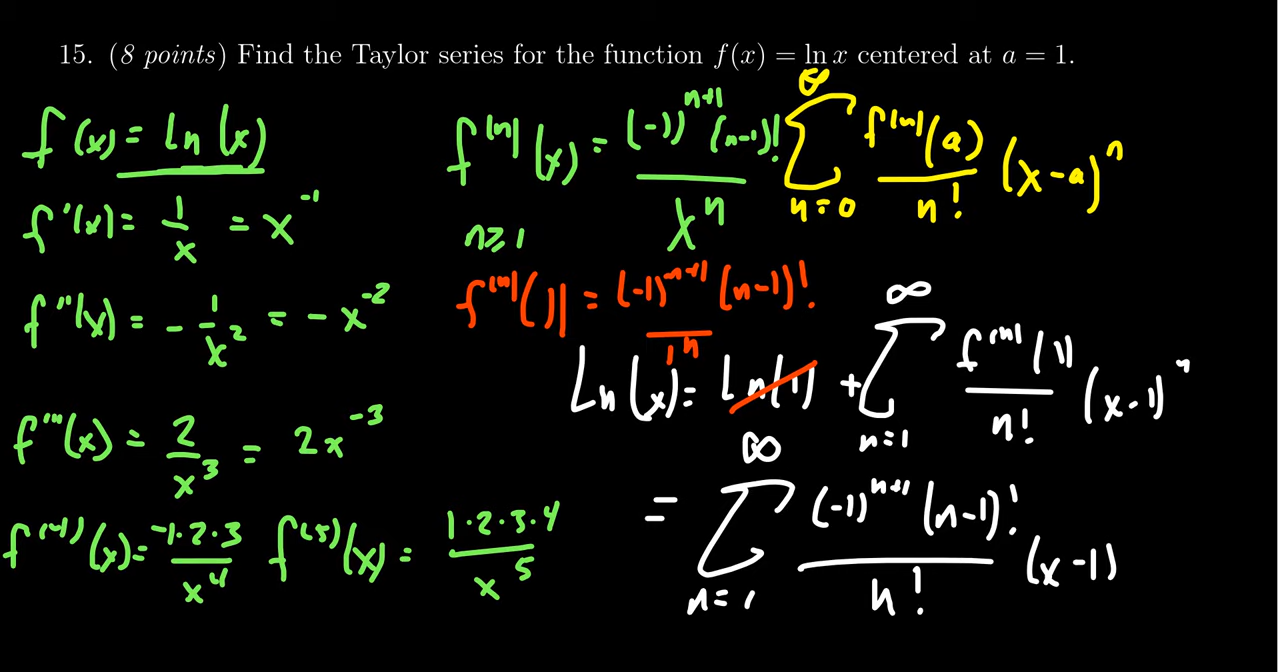 15. (8 points) Find the Taylor series for the function f(x) = ln x centered at a = 1.
f(x) = Ln(x)
f'(x) = 1/x = x^-1
f''(x) = - 1/x^2 = - x^-2
f'''(x) = 2/x^3 = 2x^-3
f^(4)(x) = -1·2·3/x^4 f^(5)(x) = 1·2·3·4/x^5
f^(n)(x) = (-1)^n+1 (n-1)!/x^n
n ≥ 1
∞ Σ n=0 f^(n)(a)/n! (x-a)^n
f^(n)(1) = (-1)^n+1 (n-1)!/1^n
Ln(x) = Ln(1) + ∞ Σ n=1 f^(n)(1)/n! (x-1)^n
= ∞ Σ n=1 (-1)^n+1 (n-1)!/n! (x-1)